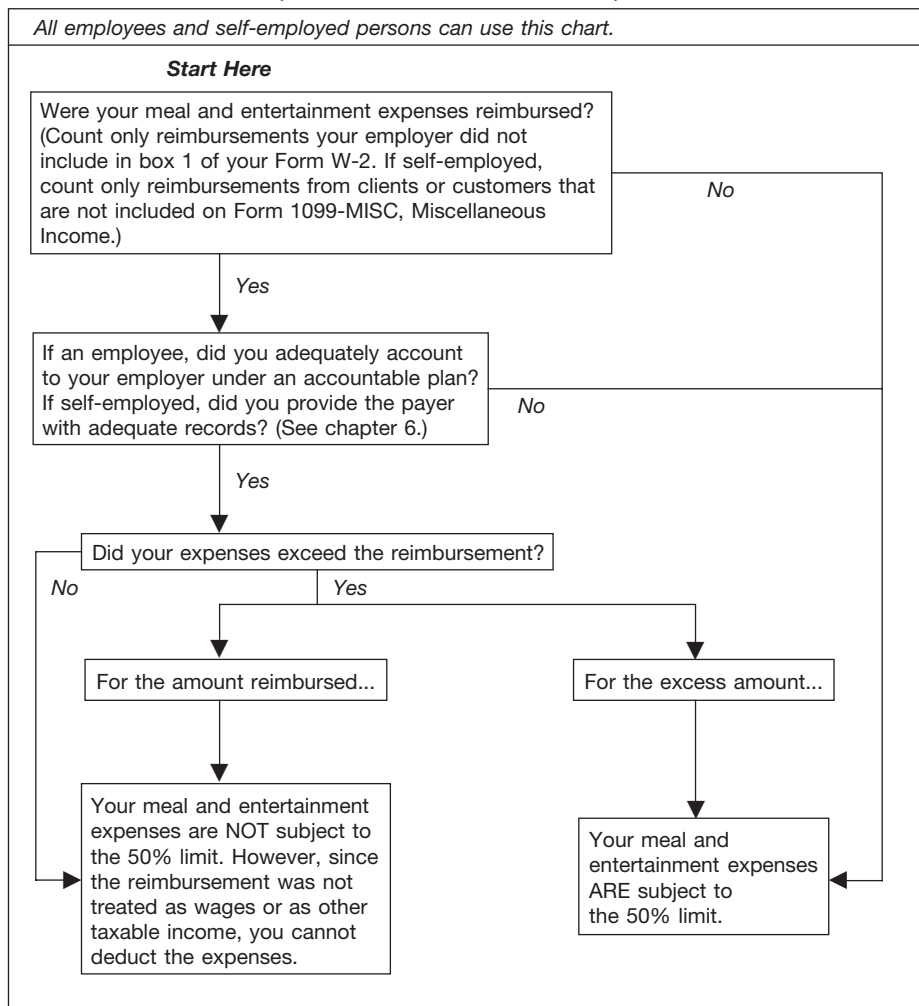 All employees and self-employed persons can use this chart.
Start Here
Were your meal and entertainment expenses reimbursed?
(Count only reimbursements your employer did not
include in box 1 of your Form W-2. If self-employed,
count only reimbursements from clients or customers that
are not included on Form 1099-MISC, Miscellaneous
Income.)
No
Yes
If an employee, did you adequately account
to your employer under an accountable plan?
If self-employed, did you provide the payer
with adequate records? (See chapter 6.)
No
Yes
Did your expenses exceed the reimbursement?
No
Yes
For the amount reimbursed...
For the excess amount...
Your meal and entertainment
expenses are NOT subject to
the 50% limit. However, since
the reimbursement was not
treated as wages or as other
taxable income, you cannot
deduct the expenses.
Your meal and
entertainment expenses
ARE subject to
the 50% limit.